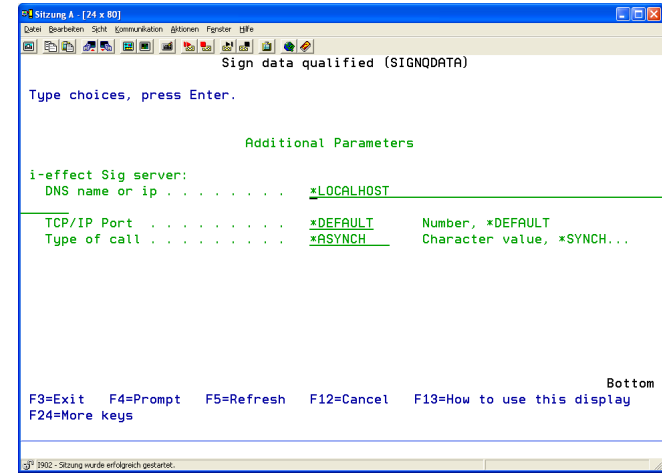 Sitzung A - [24 x 80]
Datei Bearbeiten Sicht Kommunikation Aktionen Fenster Hilfe
Sign data qualified (SIGNQDATA)
Type choices, press Enter.
Additional Parameters
i-effect Sig server:
DNS name or ip . . . . . . . . *LOCALHOST
TCP/IP Port . . . . . . . . . *DEFAULT Number, *DEFAULT
Type of call . . . . . . . . . *ASYNCH Character value, *SYNCH...
Bottom
F3=Exit F4=Prompt F5=Refresh F12=Cancel F13=How to use this display
F24=More keys
I902 - Sitzung wurde erfolgreich gestartet.